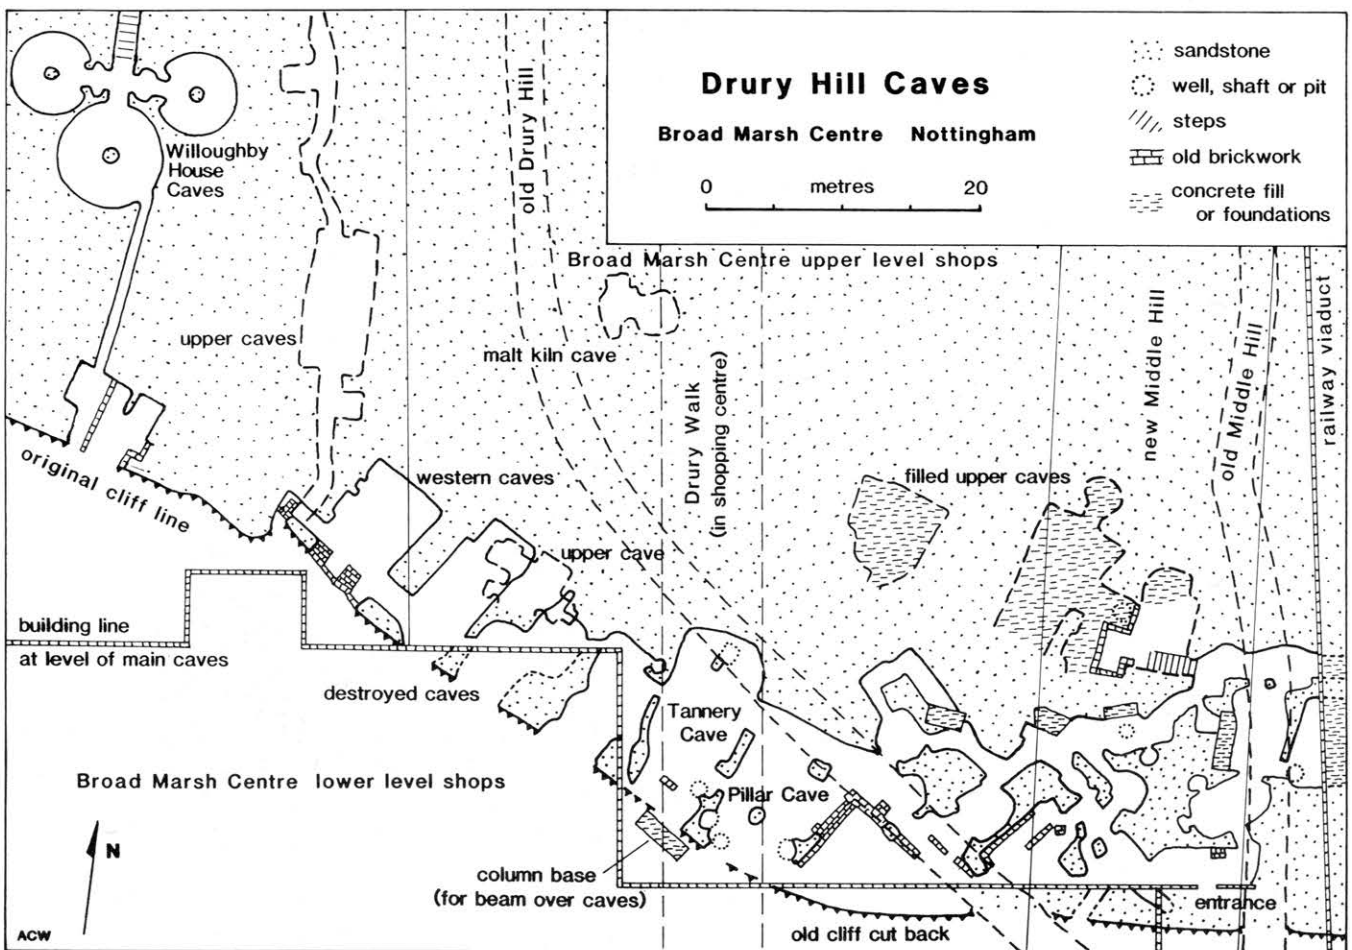 Drury Hill Caves
Broad Marsh Centre Nottingham
0 metres 20
sandstone
well, shaft or pit
steps
old brickwork
concrete fill
or foundations
Willoughby
House
Caves
old Drury Hill
Broad Marsh Centre upper level shops
upper caves
malt kiln cave
Drury Walk
(in shopping centre)
new Middle Hill
old Middle Hill
railway viaduct
original cliff line
western caves
filled upper caves
upper cave
building line
at level of main caves
destroyed caves
Tannery
Cave
Broad Marsh Centre lower level shops
Pillar Cave
N
column base
(for beam over caves)
entrance
old cliff cut back
ACW